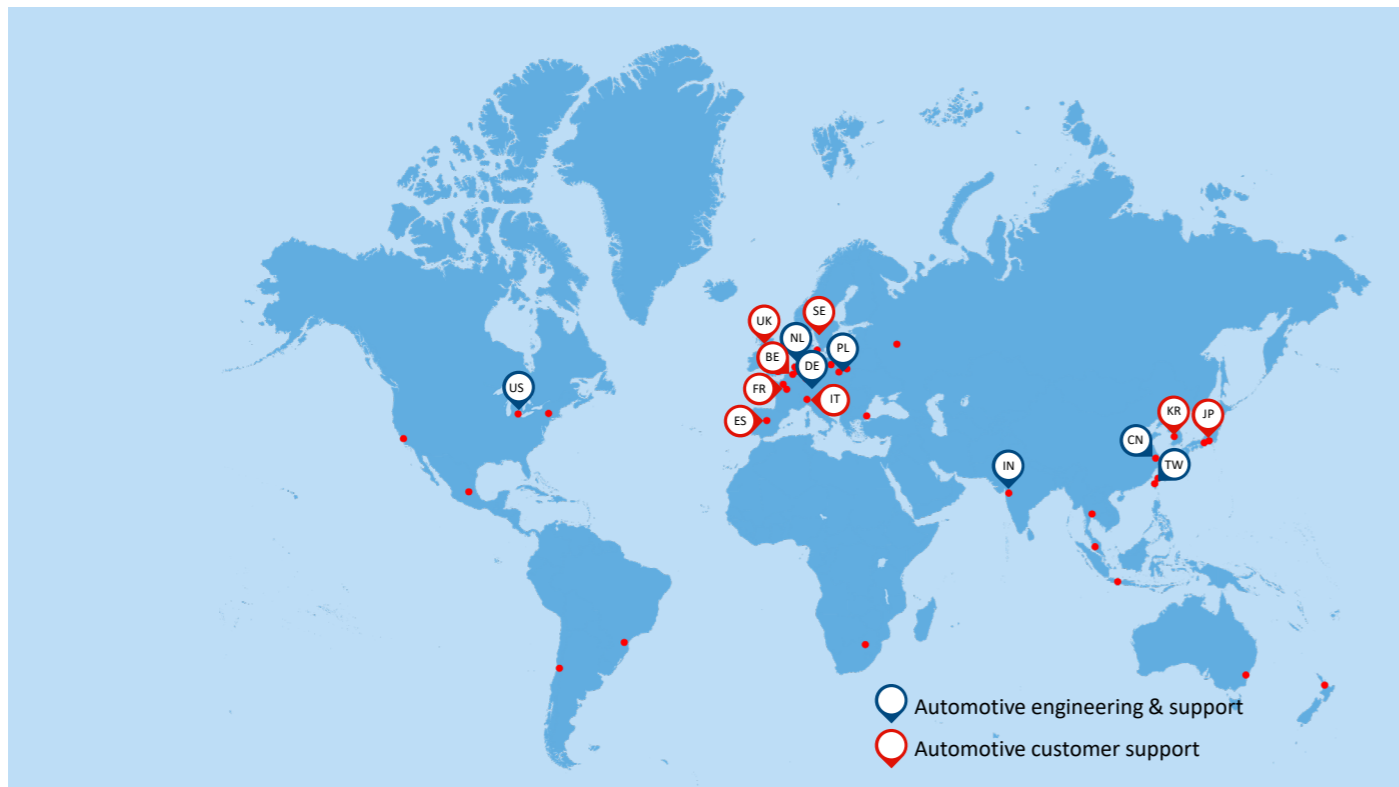 SE
UK
NL
PL
BE
DE
US
FR
IT
ES
KR
JP
CN
TW
IN
Automotive engineering & support
Automotive customer support